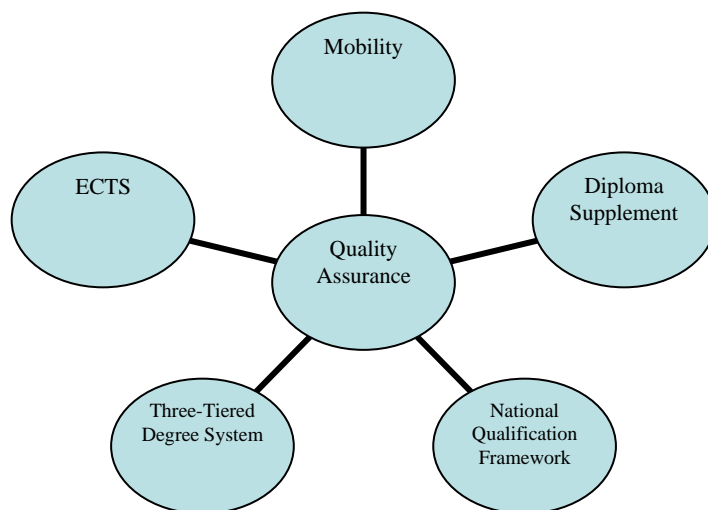 Mobility
ECTS
Diploma
Supplement
Quality
Assurance
Three-Tiered
Degree System
National
Qualification
Framework